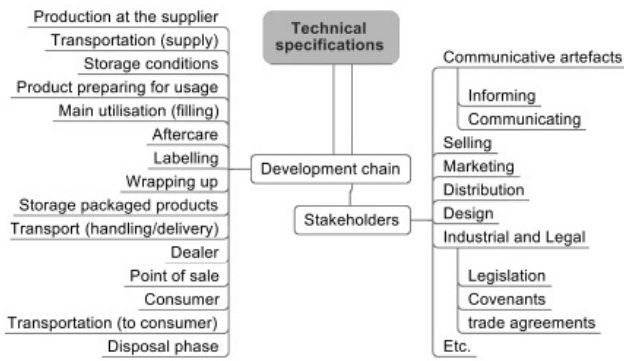 Technical
specifications
Production at the supplier
Transportation (supply)
Storage conditions
Product preparing for usage
Main utilisation (filling)
Aftercare
Labelling
Wrapping up
Storage packaged products
Transport (handling/delivery)
Dealer
Point of sale
Consumer
Transportation (to consumer)
Disposal phase
Development chain
Stakeholders
Communicative artefacts
Informing
Communicating
Selling
Marketing
Distribution
Design
Industrial and Legal
Legislation
Covenants
trade agreements
Etc.